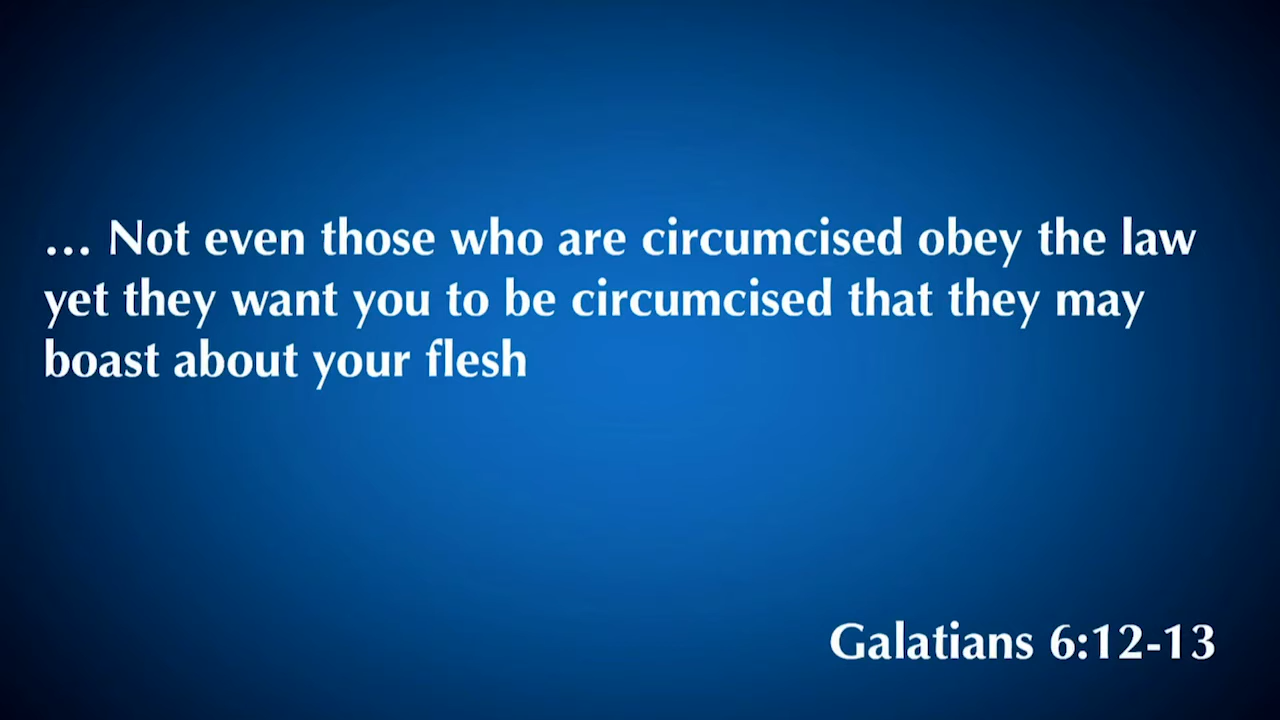 … Not even those who are circumcised obey the law
yet they want you to be circumcised that they may
boast about your flesh
Galatians 6:12-13